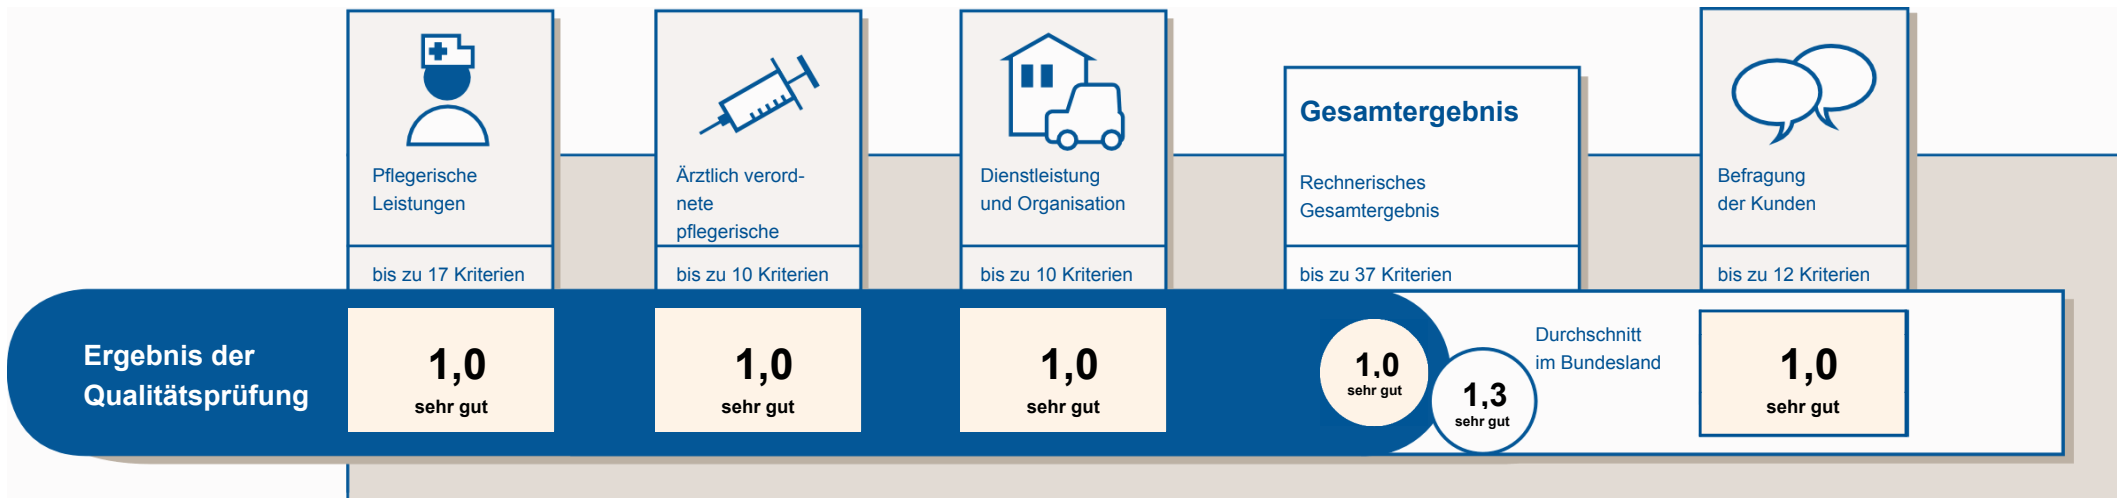 Pflegerische
Leistungen
bis zu 17 Kriterien
Ärztlich verord-
nete
pflegerische
bis zu 10 Kriterien
Dienstleistung
und Organisation
bis zu 10 Kriterien
Gesamtergebnis
Rechnerisches
Gesamtergebnis
bis zu 37 Kriterien
Befragung
der Kunden
bis zu 12 Kriterien
Ergebnis der
Qualitätsprüfung
1,0
sehr gut
1,0
sehr gut
1,0
sehr gut
1,0
sehr gut
1,3
sehr gut
Durchschnitt
im Bundesland
1,0
sehr gut